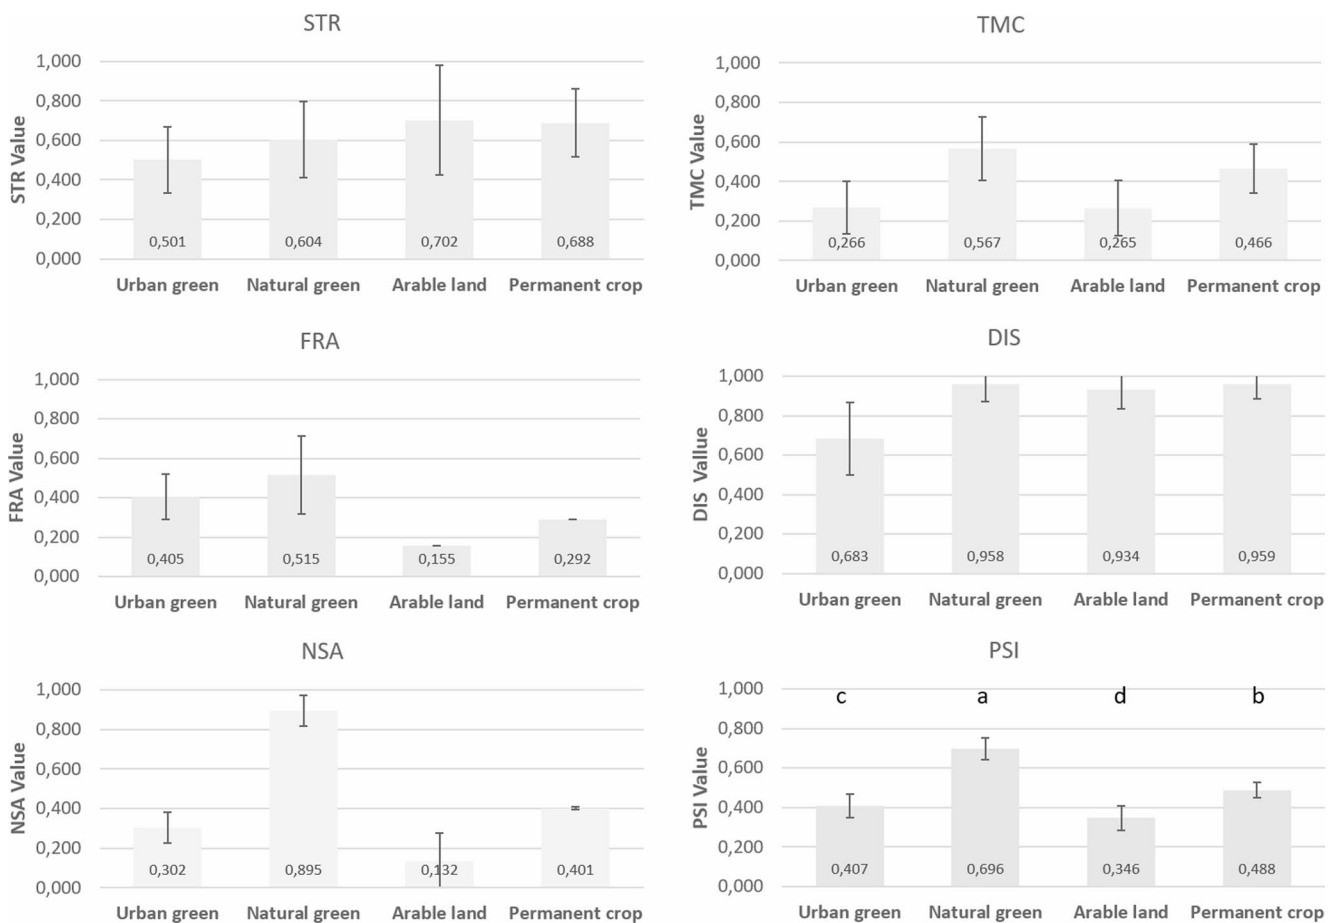 STR
1,000
0,800
0,600
0,400
0,200
0,000
STR Value
0,501 0,604 0,702 0,688
Urban green Natural green Arable land Permanent crop
TMC
1,000
0,800
0,600
0,400
0,200
0,000
TMC Value
0,266 0,567 0,265 0,466
Urban green Natural green Arable land Permanent crop
FRA
1,000
0,800
0,600
0,400
0,200
0,000
FRA Value
0,405 0,515 0,155 0,292
Urban green Natural green Arable land Permanent crop
DIS
1,000
0,800
0,600
0,400
0,200
0,000
DIS Vallue
0,683 0,958 0,934 0,959
Urban green Natural green Arable land Permanent crop
NSA
1,000
0,800
0,600
0,400
0,200
0,000
NSA Value
0,302 0,895 0,132 0,401
Urban green Natural green Arable land Permanent crop
PSI
1,000
0,800
0,600
0,400
0,200
0,000
PSI Value
c a d b
0,407 0,696 0,346 0,488
Urban green Natural green Arable land Permanent crop